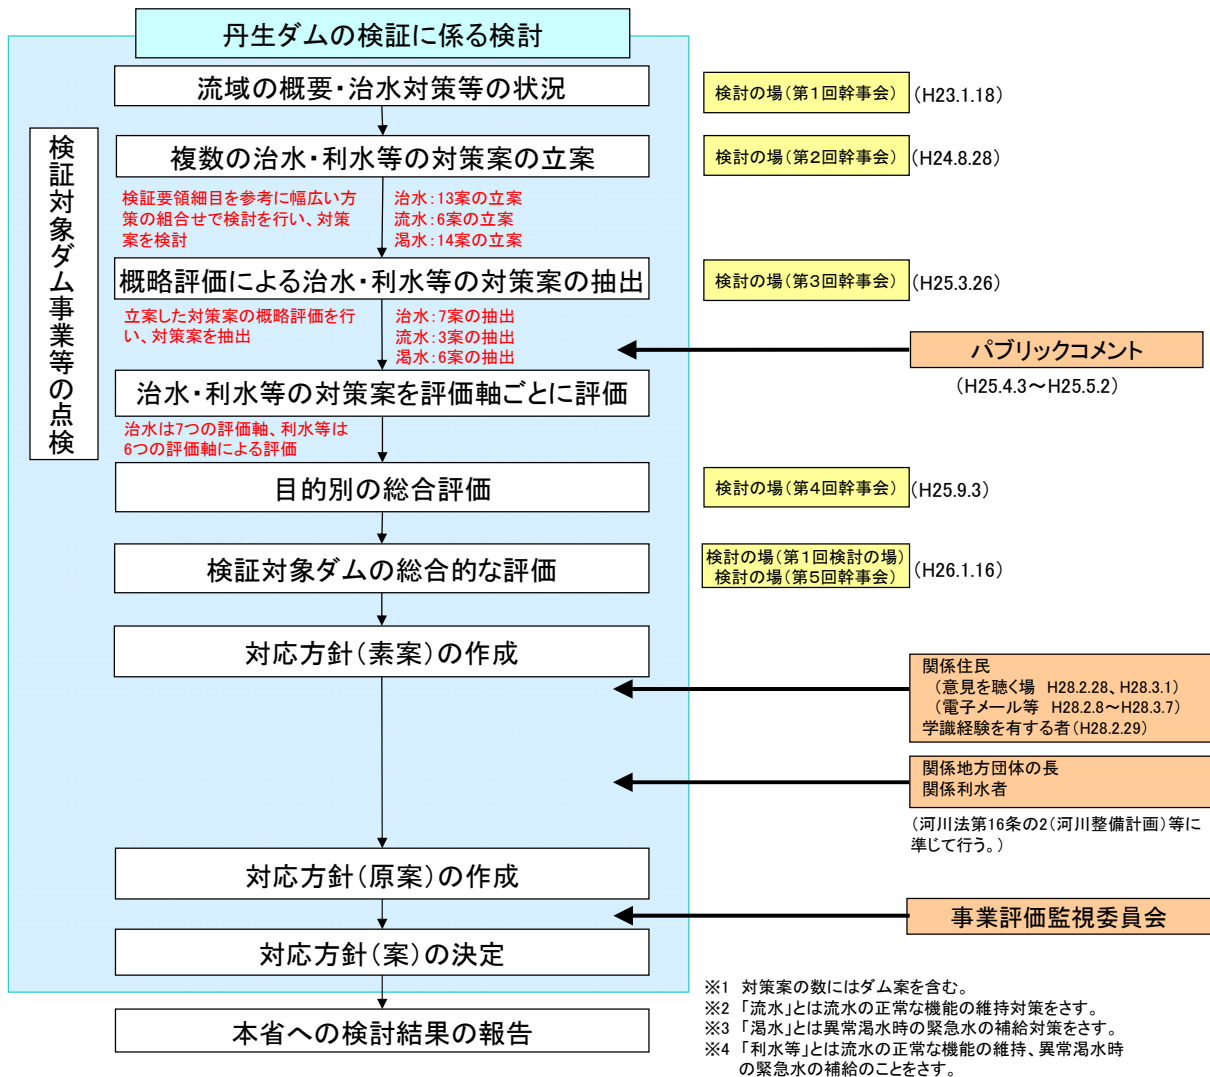 丹生ダムの検証に係る検討
流域の概要・治水対策等の状況
検討の場(第1回幹事会)
(H23.1.18)
検証対象ダム事業等の点検
複数の治水・利水等の対策案の立案
検討の場(第2回幹事会)
(H24.8.28)
検証要領細目を参考に幅広い方
策の組合せで検討を行い、対策
案を検討
治水:13案の立案
流水:6案の立案
渇水:14案の立案
概略評価による治水・利水等の対策案の抽出
検討の場(第3回幹事会)
(H25.3.26)
立案した対策案の概略評価を行
い、対策案を抽出
治水:7案の抽出
流水:3案の抽出
渇水:6案の抽出
パブリックコメント
(H25.4.3~H25.5.2)
治水・利水等の対策案を評価軸ごとに評価
治水は7つの評価軸、利水等は
6つの評価軸による評価
目的別の総合評価
検討の場(第4回幹事会)
(H25.9.3)
検証対象ダムの総合的な評価
検討の場(第1回検討の場)
検討の場(第5回幹事会)
(H26.1.16)
対応方針(素案)の作成
関係住民
(意見を聴く場 H28.2.28、H28.3.1)
(電子メール等 H28.2.8~H28.3.7)
学識経験を有する者(H28.2.29)
関係地方団体の長
関係利水者
(河川法第16条の2(河川整備計画)等に
準じて行う。)
対応方針(原案)の作成
事業評価監視委員会
対応方針(案)の決定
本省への検討結果の報告
※1 対策案の数にはダム案を含む。
※2 「流水」とは流水の正常な機能の維持対策をさす。
※3 「渇水」とは異常渇水時の緊急水の補給対策をさす。
※4 「利水等」とは流水の正常な機能の維持、異常渇水時
の緊急水の補給のことをさす。